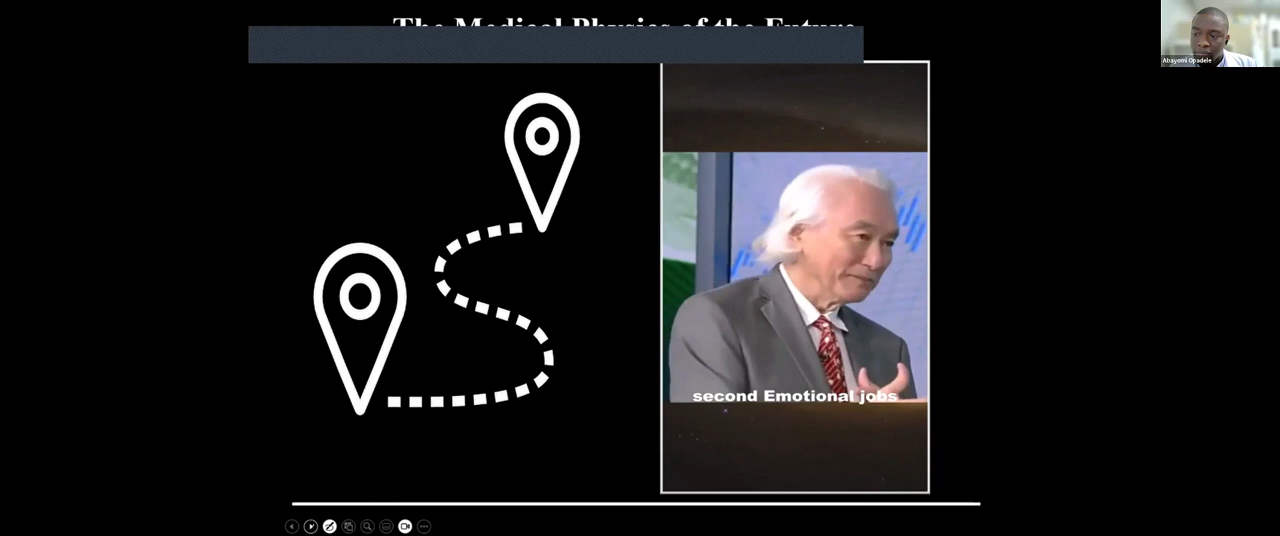 The Medical Physics of the Future
Abayomi Opadele
second Emotional jobs